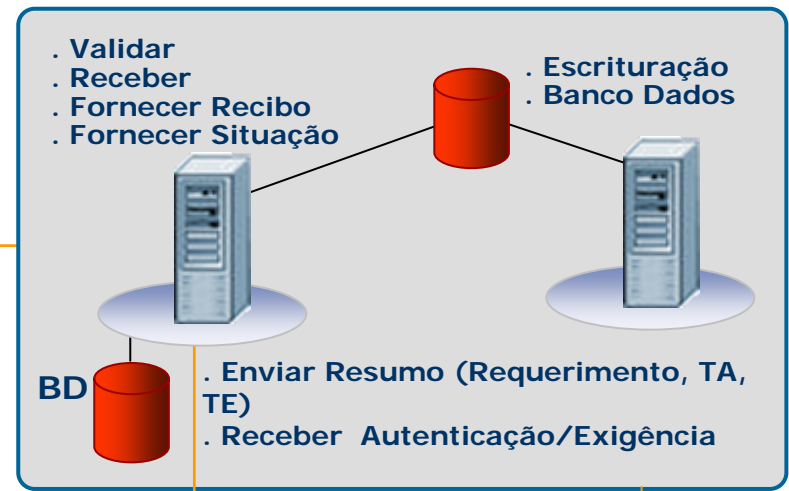 . Validar
. Receber
. Fornecer Recibo
. Fornecer Situação
. Escrituração
. Banco Dados
BD
. Enviar Resumo (Requerimento, TA,
TE)
. Receber Autenticação/Exigência